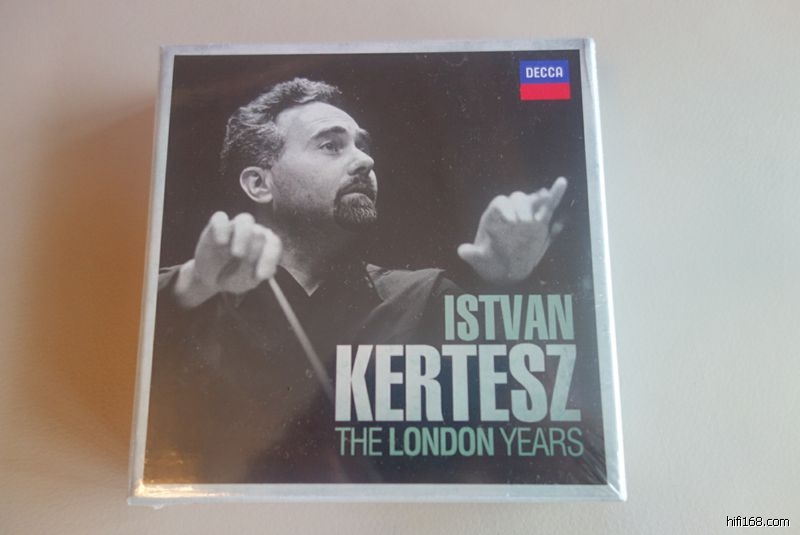 DECCA
ISTVAN
KERTESZ
THE LONDON YEARS
hifi168.com